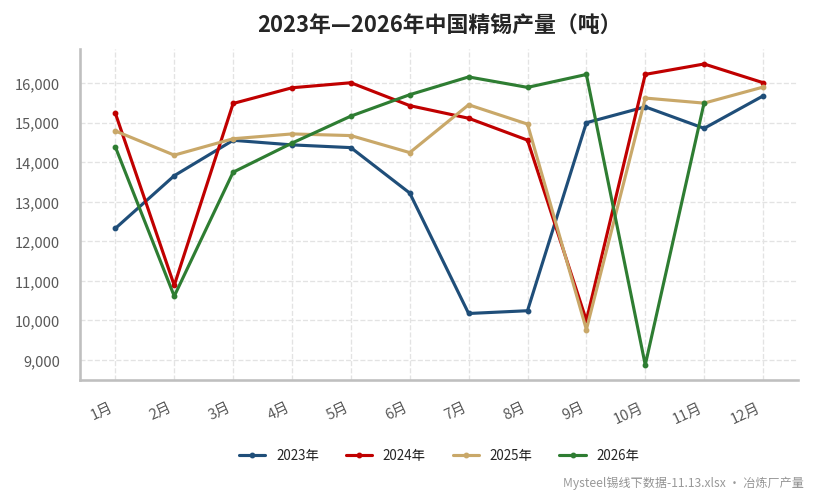 2023年—2026年中国精锡产量（吨）
16,000
15,000
14,000
13,000
12,000
11,000
10,000
9,000
1月 2月 3月 4月 5月 6月 7月 8月 9月 10月 11月 12月
2023年 2024年 2025年 2026年
Mysteel锡线下数据-11.13.xlsx • 冶炼厂产量